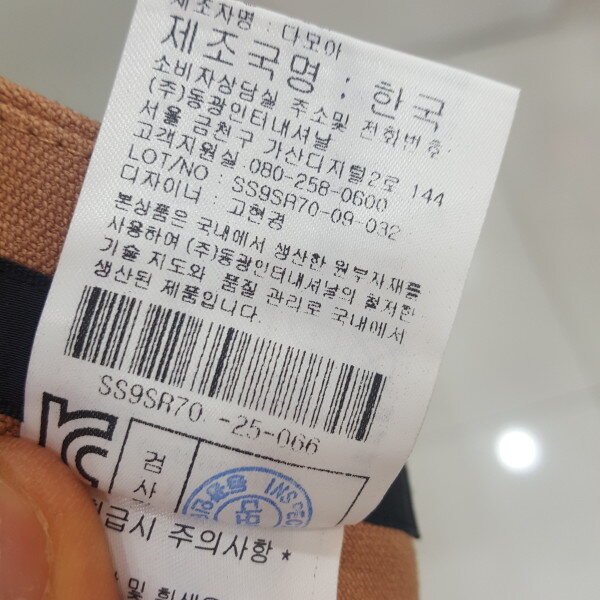 제조자명 : 다모아
제조국명 : 한국
소비자상담실 주소및 전화번호
(주)동광인터내셔날
서울 금천구 가산디지털2로 144
고객지원실 080-258-0600
LOT/NO : SS9SR70-09-032
디자이너 : 고현경
본상품은 국내에서 생산한 원부자재를
사용하여 (주)동광인터내셔날의 철저한
기술 지도와 품질 관리로 국내에서
생산된 제품입니다.
SS9SR70 -25-066
검사
취급시 주의사항 *
및